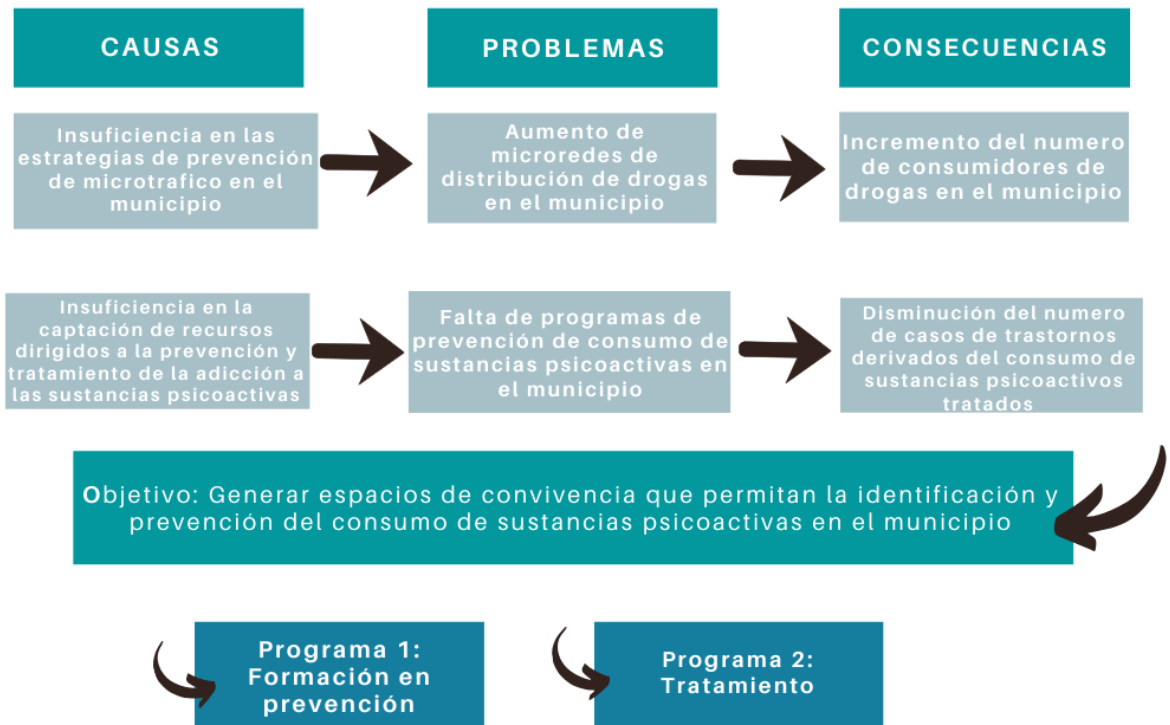 CAUSAS
PROBLEMAS
CONSECUENCIAS
Insuficiencia en las
estrategias de prevención
de microtrafico en el
municipio
Aumento de
microredes de
distribución de drogas
en el municipio
Incremento del numero
de consumidores de
drogas en el municipio
Insuficiencia en la
captación de recursos
dirigidos a la prevención y
tratamiento de la adicción a
las sustancias psicoactivas
Falta de programas de
prevención de consumo de
sustancias psicoactivas en
el municipio
Disminución del numero
de casos de trastornos
derivados del consumo de
sustancias psicoactivos
tratados
Objetivo: Generar espacios de convivencia que permitan la identificación y
prevención del consumo de sustancias psicoactivas en el municipio
Programa 1:
Formación en
prevención
Programa 2:
Tratamiento